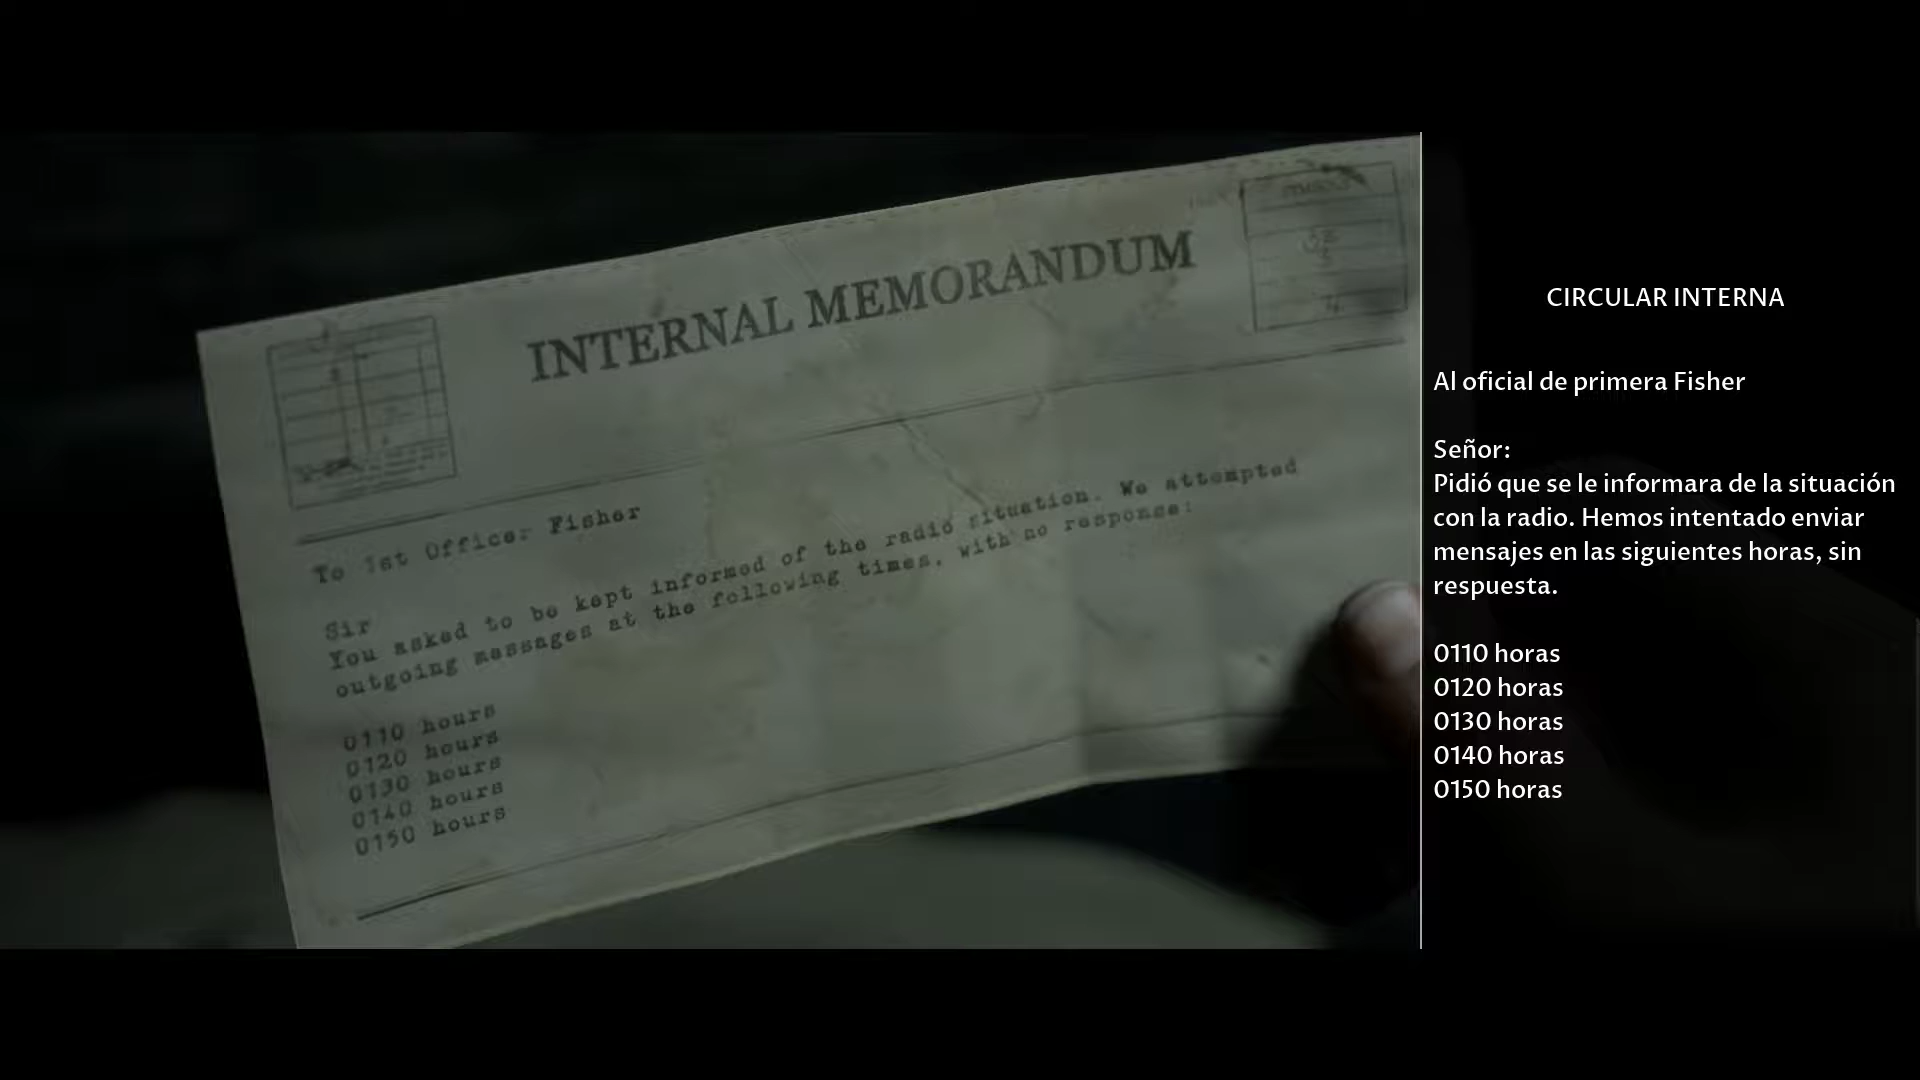 INTERNAL MEMORANDUM
To 1st Officer Fisher
Sir
You asked to be kept informed of the radio situation. We attempted
outgoing messages at the following times, with no response:
0110 hours
0120 hours
0130 hours
0140 hours
0150 hours
CIRCULAR INTERNA
Al oficial de primera Fisher
Señor:
Pidió que se le informara de la situación
con la radio. Hemos intentado enviar
mensajes en las siguientes horas, sin
respuesta.
0110 horas
0120 horas
0130 horas
0140 horas
0150 horas